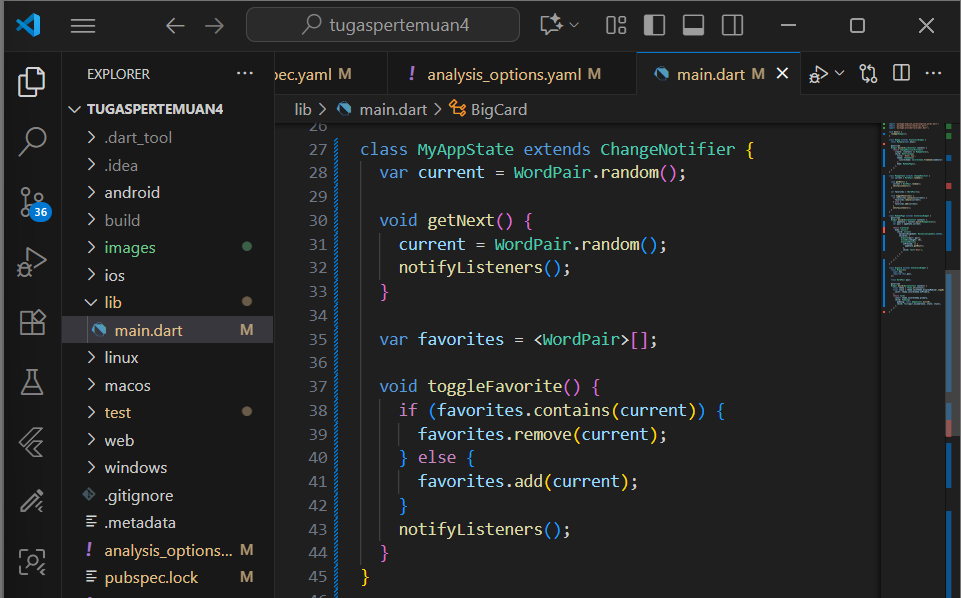 tugaspertemuan4
EXPLORER
pec.yaml M
! analysis_options.yaml M
main.dart M
TUGASPERTEMUAN4
lib > main.dart > BigCard
.dart_tool
.idea
android
build
images
ios
lib
main.dart M
linux
macos
test
web
windows
.gitignore
.metadata
! analysis_options... M
pubspec.lock M
36
26
27 class MyAppState extends ChangeNotifier {
28 var current = WordPair.random();
29
30 void getNext() {
31 current = WordPair.random();
32 notifyListeners();
33 }
34
35 var favorites = <WordPair>[];
36
37 void toggleFavorite() {
38 if (favorites.contains(current)) {
39 favorites.remove(current);
40 } else {
41 favorites.add(current);
42 }
43 notifyListeners();
44 }
45 }